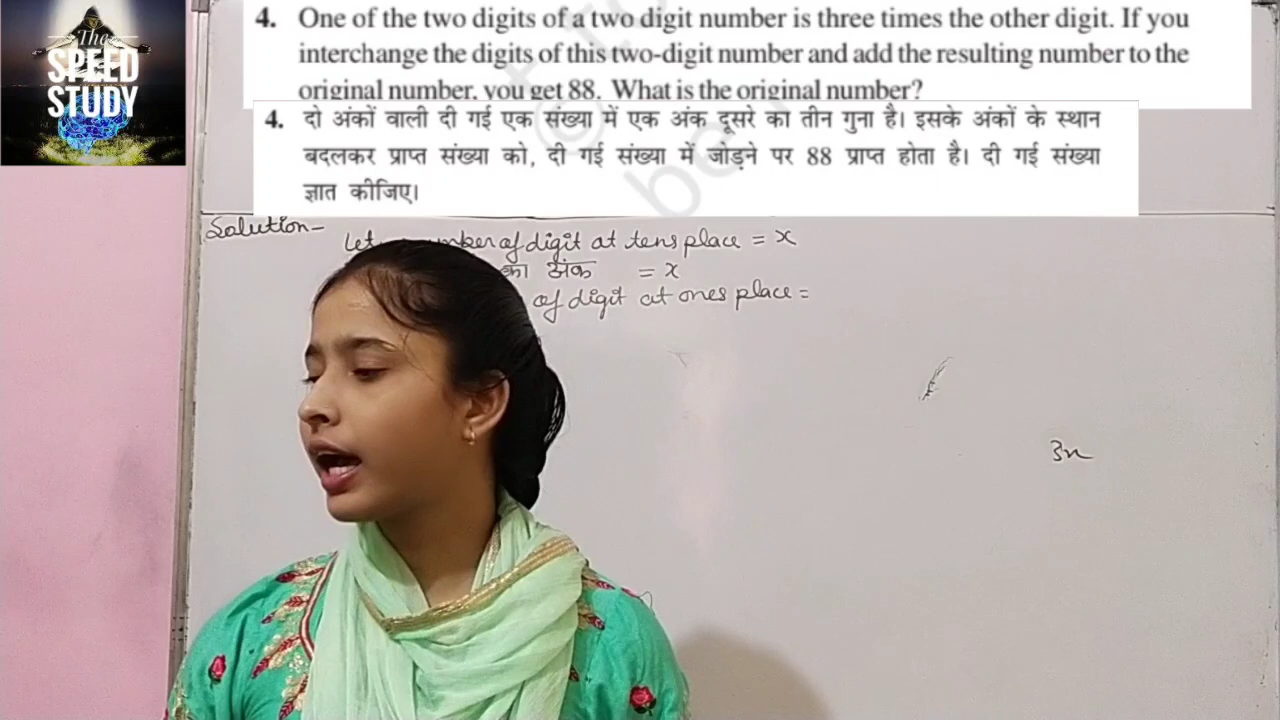 The
SPEED
STUDY
4. One of the two digits of a two digit number is three times the other digit. If you
interchange the digits of this two-digit number and add the resulting number to the
original number, you get 88. What is the original number?
4. दो अंकों वाली दी गई एक संख्या में एक अंक दूसरे का तीन गुना है। इसके अंकों के स्थान
बदलकर प्राप्त संख्या को, दी गई संख्या में जोड़ने पर 88 प्राप्त होता है। दी गई संख्या
ज्ञात कीजिए।
Solution-
Let number of digit at tens place = x
का अंक = x
of digit at ones place =
3x